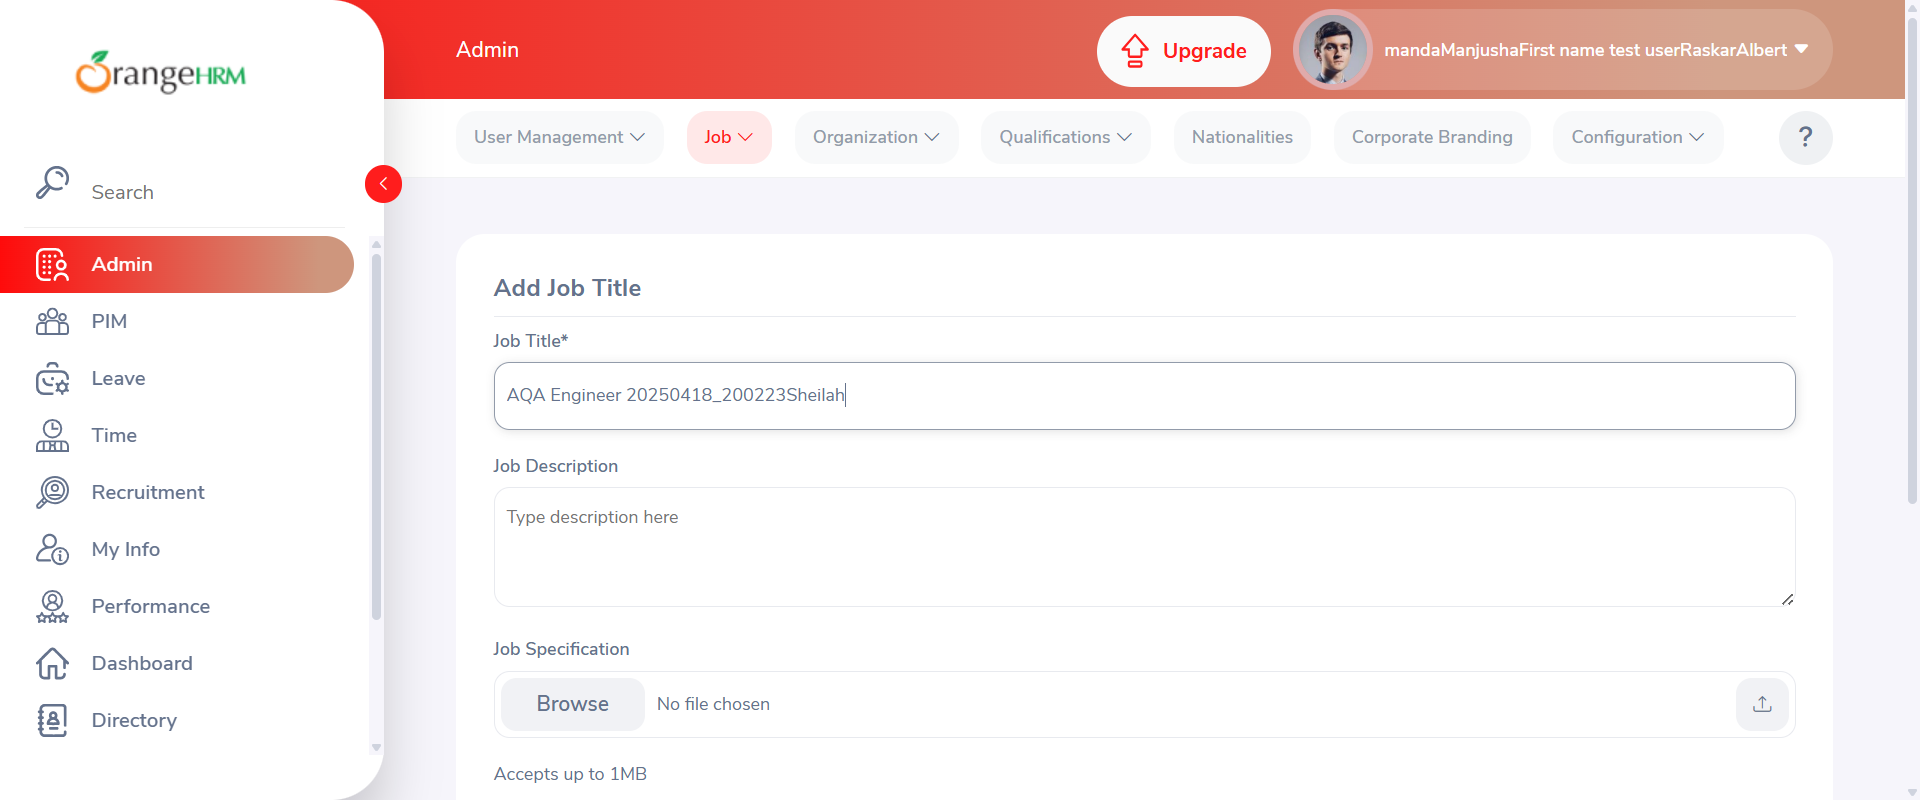 OrangeHRM
Admin
Upgrade
mandaManjushaFirst name test userRaskarAlbert
User Management
Job
Organization
Qualifications
Nationalities
Corporate Branding
Configuration
?
Search
Admin
PIM
Leave
Time
Recruitment
My Info
Performance
Dashboard
Directory
Add Job Title
Job Title*
AQA Engineer 20250418_200223Sheilah
Job Description
Type description here
Job Specification
Browse
No file chosen
Accepts up to 1MB